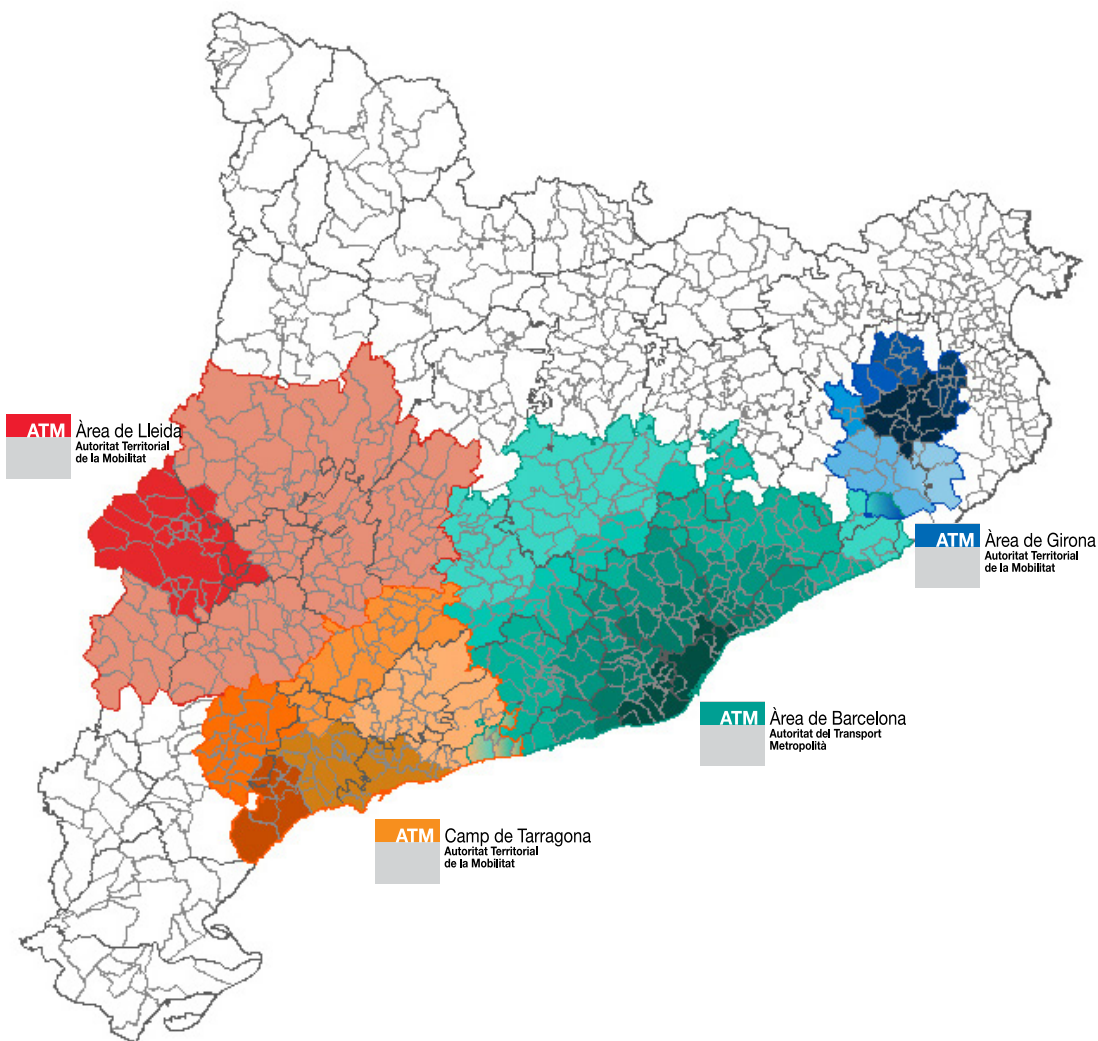 ATM Àrea de Lleida
Autoritat Territorial
de la Mobilitat
ATM Àrea de Girona
Autoritat Territorial
de la Mobilitat
ATM Àrea de Barcelona
Autoritat del Transport
Metropolità
ATM Camp de Tarragona
Autoritat Territorial
de la Mobilitat